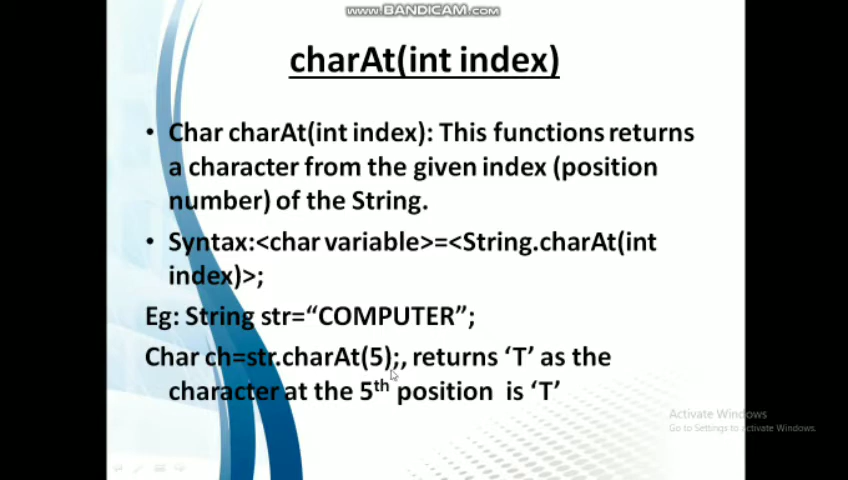 www.BANDICAM.com
charAt(int index)
• Char charAt(int index): This functions returns
a character from the given index (position
number) of the String.
• Syntax:<char variable>=<String.charAt(int
index)>;
Eg: String str=“COMPUTER”;
Char ch=str.charAt(5);, returns ‘T’ as the
character at the 5th position is ‘T’
Activate Windows
Go to Settings to Activate Windows.